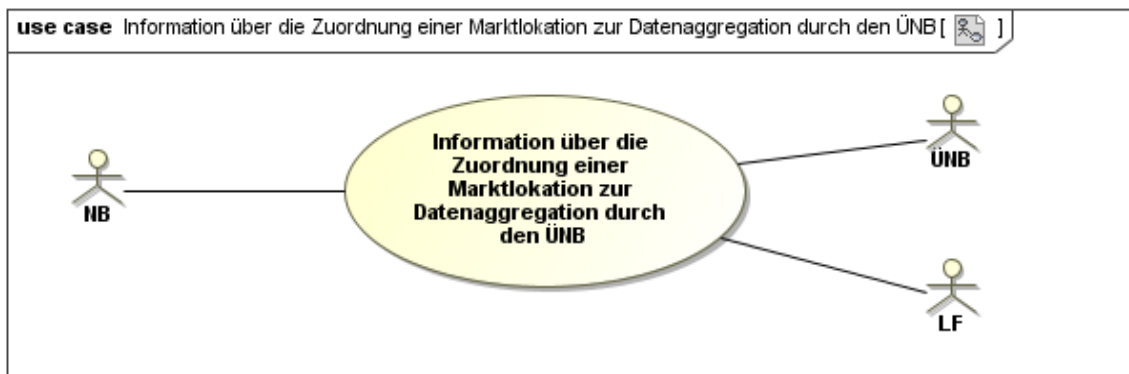 use case Information über die Zuordnung einer Marktlokation zur Datenaggregation durch den ÜNB[ ]
Information über die
Zuordnung einer
Marktlokation zur
Datenaggregation durch
den ÜNB
NB
ÜNB
LF